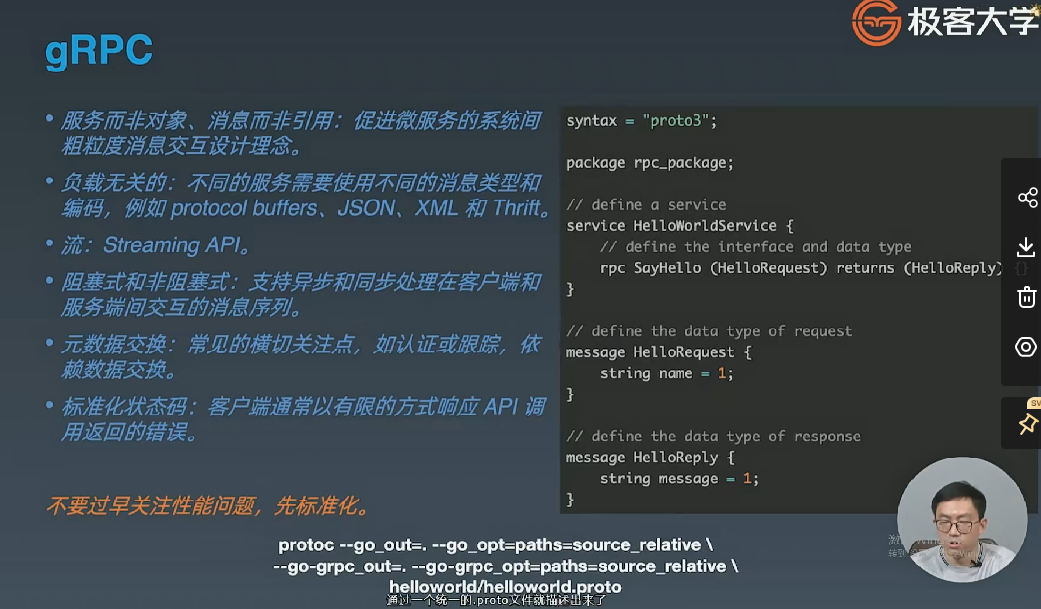 极客大学
gRPC
• 服务而非对象、消息而非引用：促进微服务的系统间
粗粒度消息交互设计理念。
• 负载无关的：不同的服务需要使用不同的消息类型和
编码，例如 protocol buffers、JSON、XML 和 Thrift。
• 流：Streaming API。
• 阻塞式和非阻塞式：支持异步和同步处理在客户端和
服务端间交互的消息序列。
• 元数据交换：常见的横切关注点，如认证或跟踪，依
赖数据交换。
• 标准化状态码：客户端通常以有限的方式响应 API 调
用返回的错误。
不要过早关注性能问题，先标准化。
syntax = "proto3";
package rpc_package;
// define a service
service HelloWorldService {
// define the interface and data type
rpc SayHello (HelloRequest) returns (HelloReply) {}
}
// define the data type of request
message HelloRequest {
string name = 1;
}
// define the data type of response
message HelloReply {
string message = 1;
}
protoc --go_out=. --go_opt=paths=source_relative \
--go-grpc_out=. --go-grpc_opt=paths=source_relative \
helloworld/helloworld.proto
通过一个统一的.proto文件就描述出来了